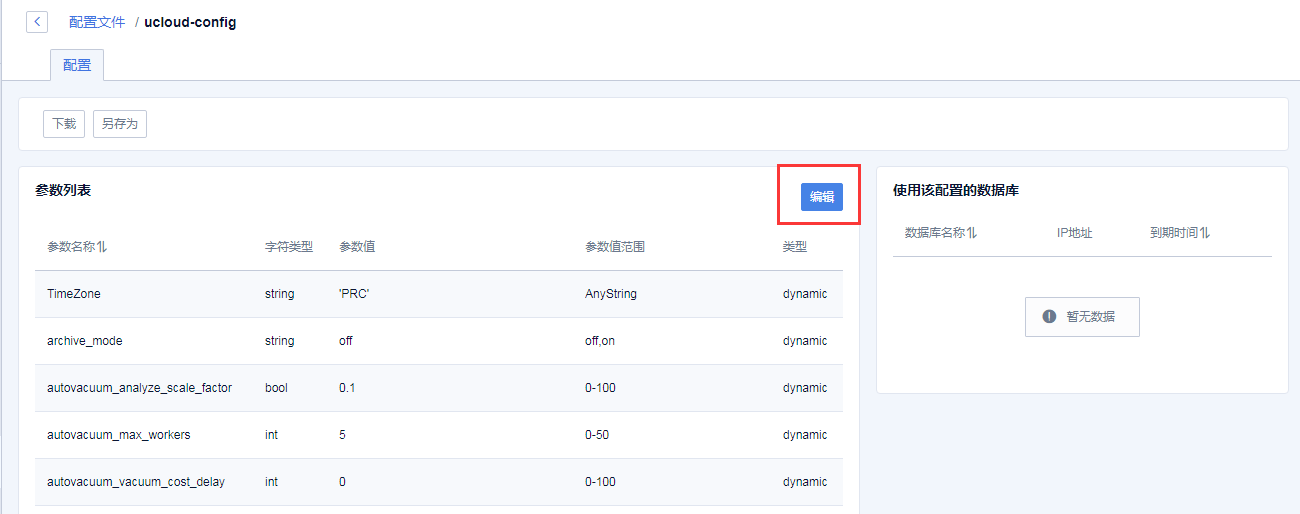 配置文件 / ucloud-config
配置
下载 另存为
参数列表 编辑
参数名称 字符类型 参数值 参数值范围 类型
TimeZone string 'PRC' AnyString dynamic
archive_mode string off off,on dynamic
autovacuum_analyze_scale_factor bool 0.1 0-100 dynamic
autovacuum_max_workers int 5 0-50 dynamic
autovacuum_vacuum_cost_delay int 0 0-100 dynamic
使用该配置的数据库
数据库名称 IP地址 到期时间
暂无数据